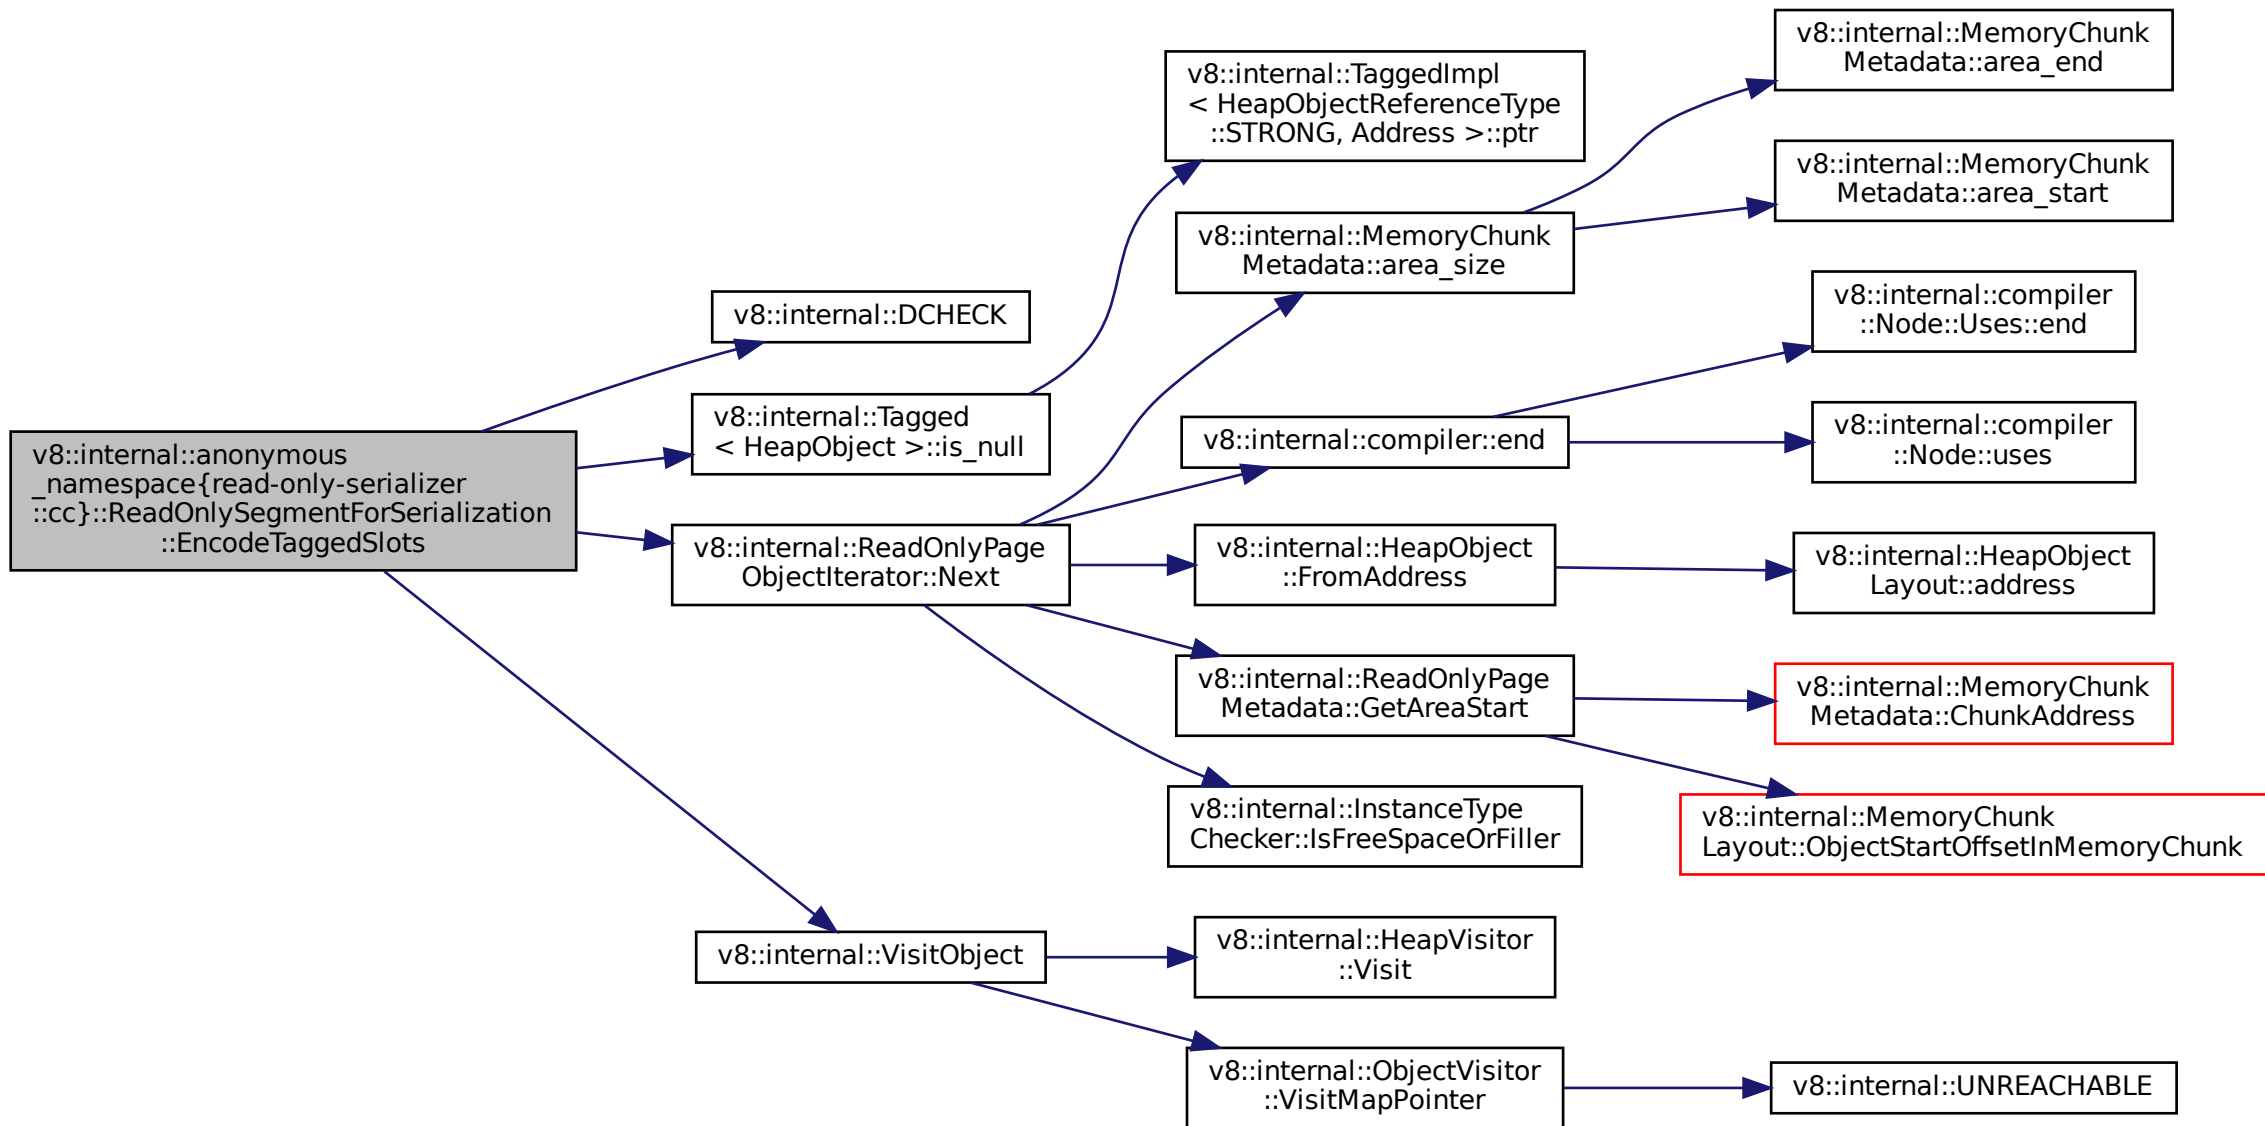 v8::internal::anonymous
_namespace{read-only-serializer
::cc}::ReadOnlySegmentForSerialization
::EncodeTaggedSlots
v8::internal::DCHECK
v8::internal::Tagged
< HeapObject >::is_null
v8::internal::ReadOnlyPage
ObjectIterator::Next
v8::internal::VisitObject
v8::internal::TaggedImpl
< HeapObjectReferenceType
::STRONG, Address >::ptr
v8::internal::MemoryChunk
Metadata::area_size
v8::internal::compiler::end
v8::internal::HeapObject
::FromAddress
v8::internal::ReadOnlyPage
Metadata::GetAreaStart
v8::internal::InstanceType
Checker::IsFreeSpaceOrFiller
v8::internal::HeapVisitor
::Visit
v8::internal::ObjectVisitor
::VisitMapPointer
v8::internal::MemoryChunk
Metadata::area_end
v8::internal::MemoryChunk
Metadata::area_start
v8::internal::compiler
::Node::Uses::end
v8::internal::compiler
::Node::uses
v8::internal::HeapObject
Layout::address
v8::internal::MemoryChunk
Metadata::ChunkAddress
v8::internal::MemoryChunk
Layout::ObjectStartOffsetInMemoryChunk
v8::internal::UNREACHABLE